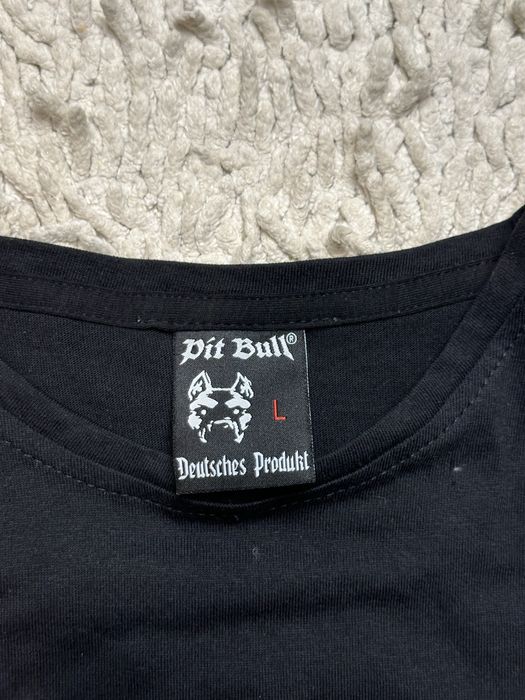 Pit Bull®
L
Deutsches Produkt